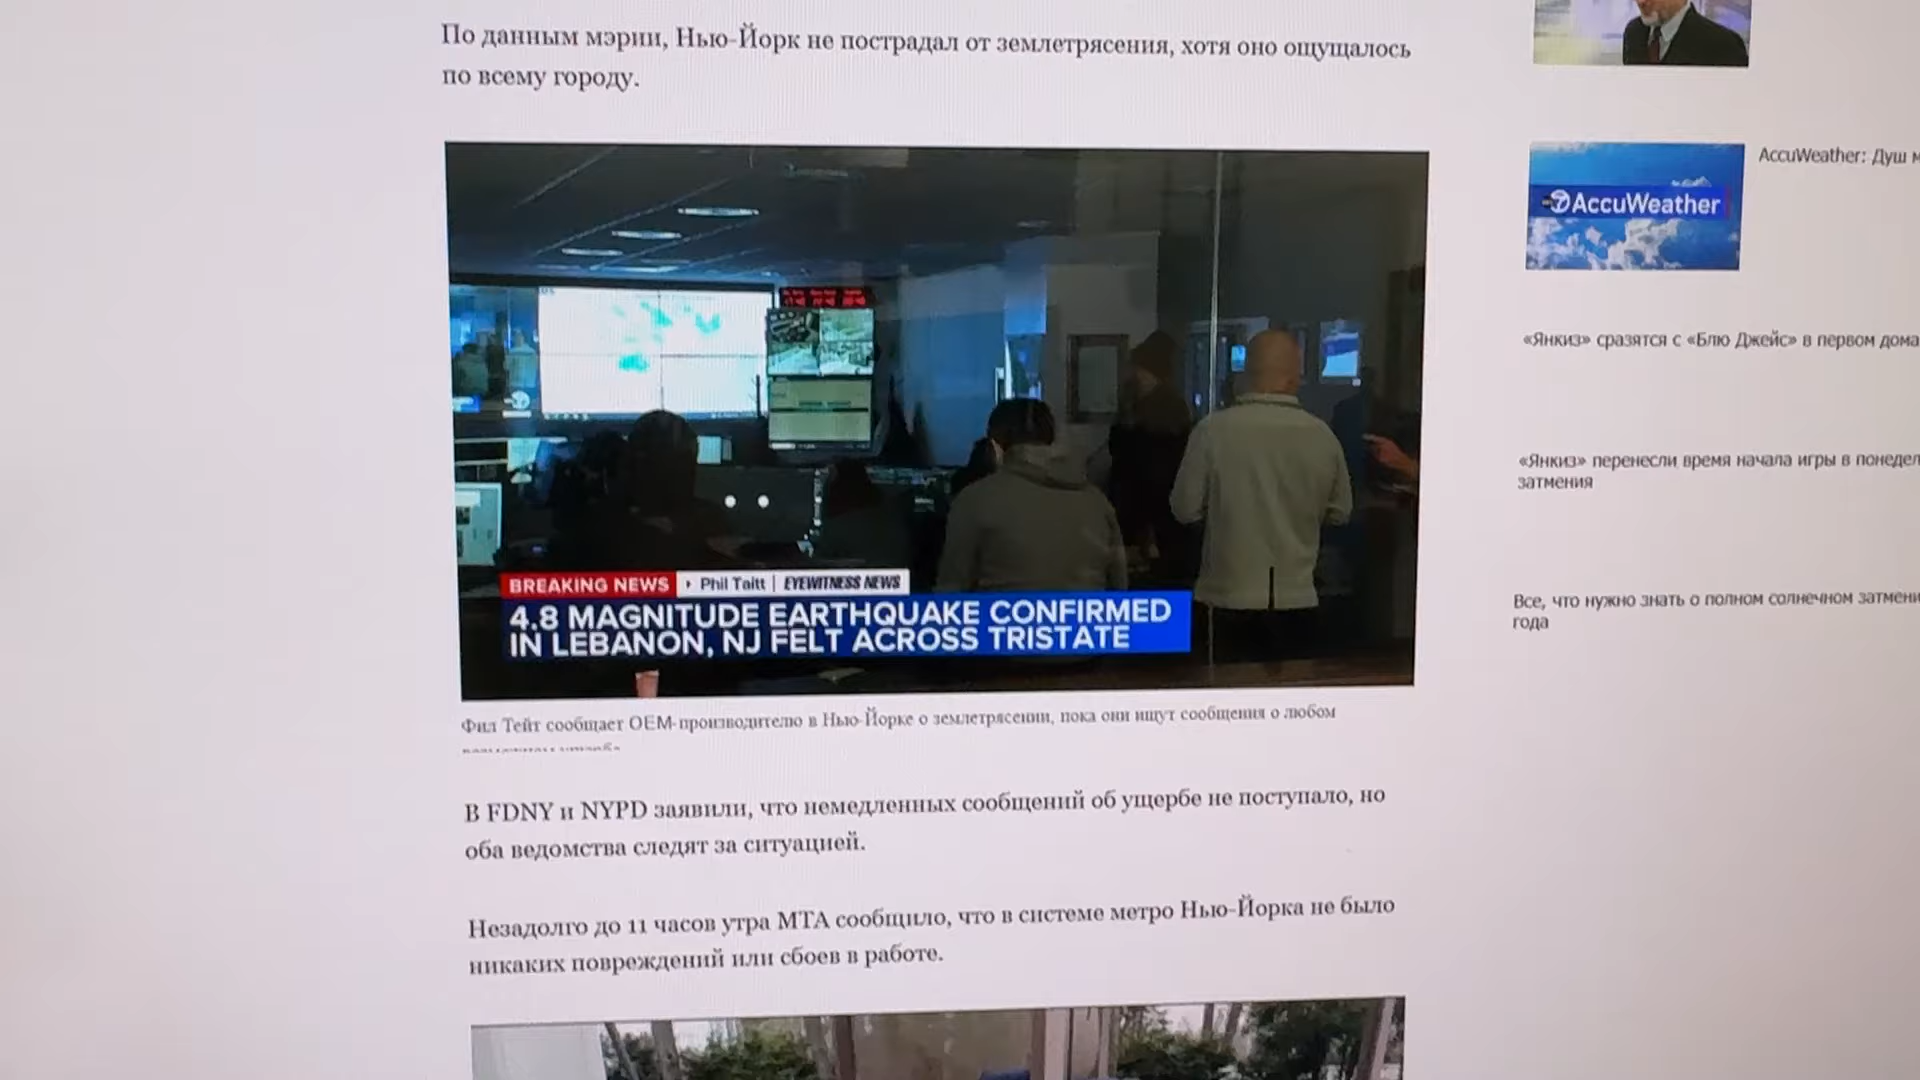 По данным мэрии, Нью-Йорк не пострадал от землетрясения, хотя оно ощущалось
по всему городу.
BREAKING NEWS
Phil Taitt | EYEWITNESS NEWS
4.8 MAGNITUDE EARTHQUAKE CONFIRMED
IN LEBANON, NJ FELT ACROSS TRISTATE
Фил Тейт сообщает OEM-производителю в Нью-Йорке о землетрясении, пока они ищут сообщения о любом
В FDNY и NYPD заявили, что немедленных сообщений об ущербе не поступало, но
оба ведомства следят за ситуацией.
Незадолго до 11 часов утра МТА сообщило, что в системе метро Нью-Йорка не было
никаких повреждений или сбоев в работе.
7 AccuWeather
AccuWeather: Душ
«Янкиз» сразятся с «Блю Джейс» в первом
«Янкиз» перенесли время начала игры в
затмения
Все, что нужно знать о полном солнечном
года